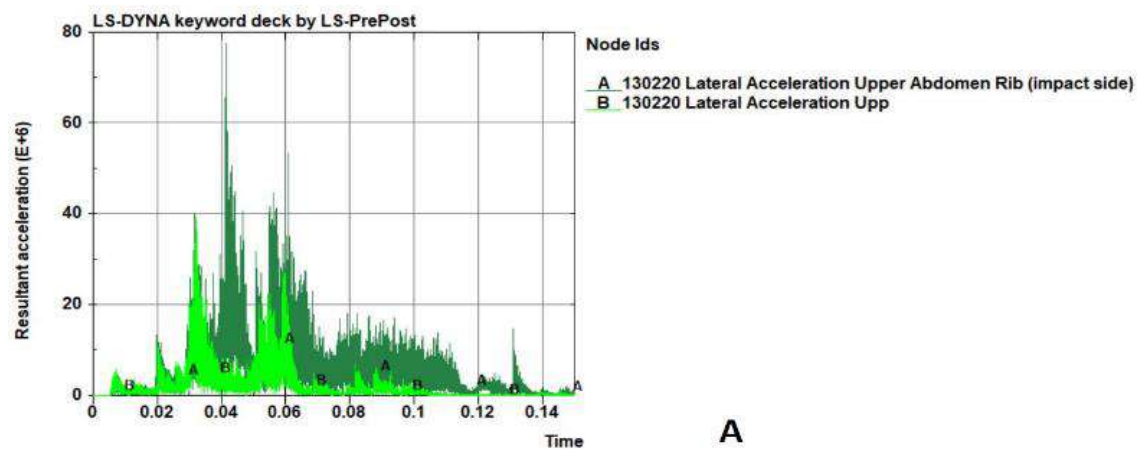 LS-DYNA keyword deck by LS-PrePost
80
60
40
20
0
0 0.02 0.04 0.06 0.08 0.1 0.12 0.14
Resultant acceleration (E+6)
Time
B A B A B A B A B A
Node Ids
A 130220 Lateral Acceleration Upper Abdomen Rib (impact side)
B 130220 Lateral Acceleration Upp
A